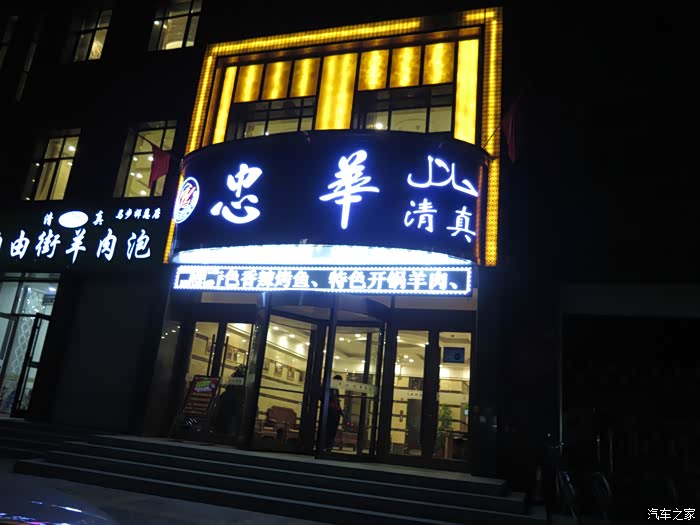 忠華
حلال
清真
色香辣烤鱼、特色开锅羊肉、
清 真
由街羊肉泡
汽车之家